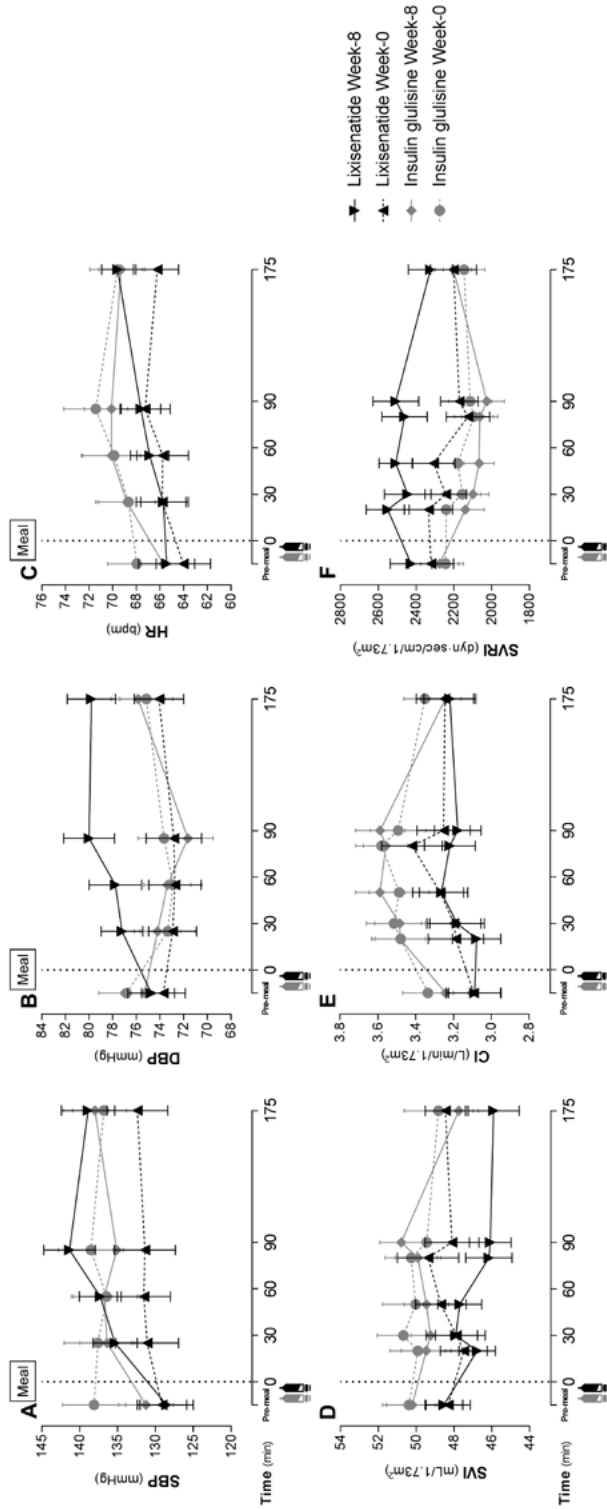 A
Meal
145
140
135
130
125
120
SBP (mmHg)
B
Meal
84
82
80
78
76
74
72
70
68
DBP (mmHg)
C
Meal
76
74
72
70
68
66
64
62
60
HR (bpm)
Time (min)
Pre-meal
0
30
60
90
175
Pre-meal
0
30
60
90
175
Pre-meal
0
30
60
90
175
D
54
52
50
48
46
44
SVI (mL/1.73m²)
E
3.8
3.6
3.4
3.2
3.0
2.8
CI (L/min/1.73m²)
F
2800
2600
2400
2200
2000
1800
SVRI (dyn·sec/cm/1.73m²)
Time (min)
Pre-meal
0
30
60
90
175
Pre-meal
0
30
60
90
175
Pre-meal
0
30
60
90
175
Lixisenatide Week-8
Lixisenatide Week-0
Insulin glulisine Week-8
Insulin glulisine Week-0